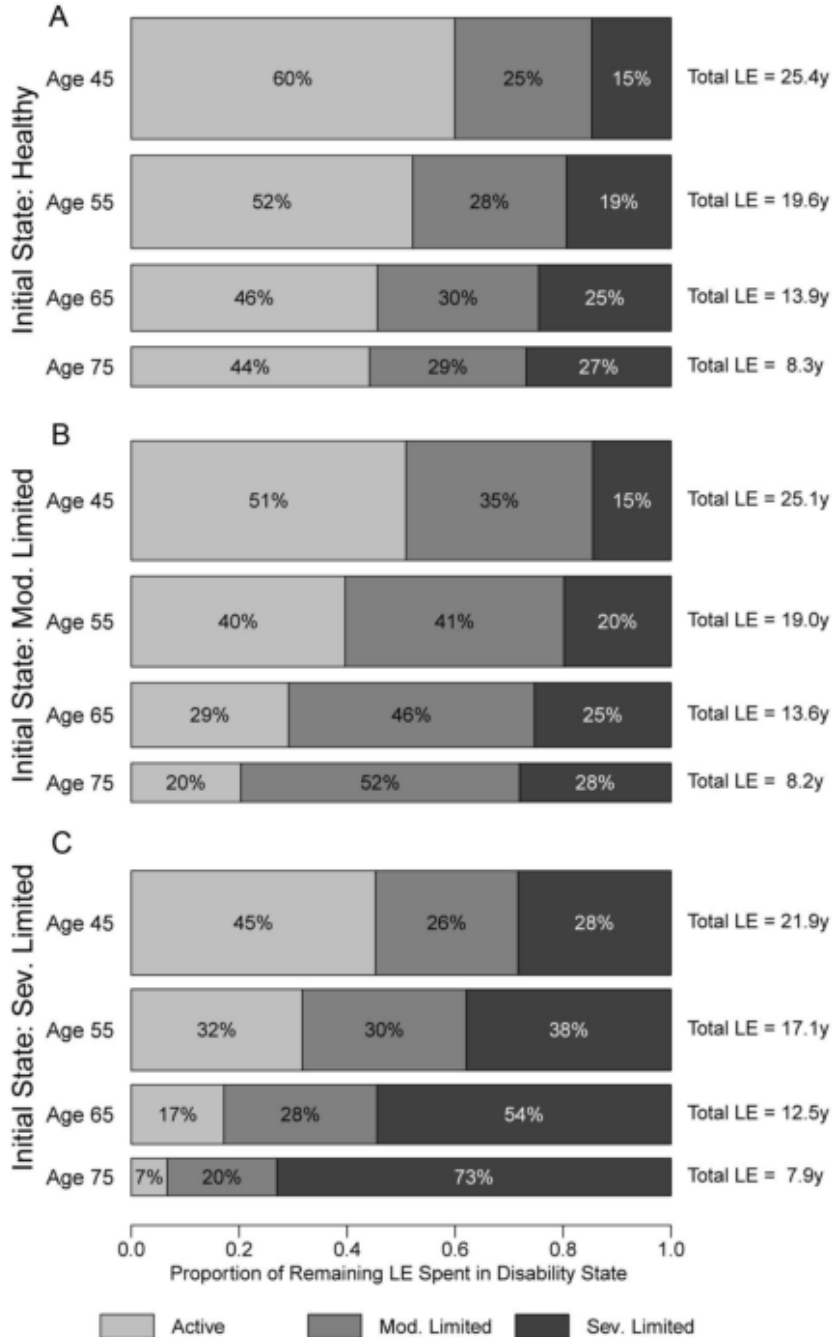 A
Initial State: Healthy
Age 45 60% 25% 15% Total LE = 25.4y
Age 55 52% 28% 19% Total LE = 19.6y
Age 65 46% 30% 25% Total LE = 13.9y
Age 75 44% 29% 27% Total LE = 8.3y
B
Initial State: Mod. Limited
Age 45 51% 35% 15% Total LE = 25.1y
Age 55 40% 41% 20% Total LE = 19.0y
Age 65 29% 46% 25% Total LE = 13.6y
Age 75 20% 52% 28% Total LE = 8.2y
C
Initial State: Sev. Limited
Age 45 45% 26% 28% Total LE = 21.9y
Age 55 32% 30% 38% Total LE = 17.1y
Age 65 17% 28% 54% Total LE = 12.5y
Age 75 7% 20% 73% Total LE = 7.9y
0.0 0.2 0.4 0.6 0.8 1.0
Proportion of Remaining LE Spent in Disability State
Active Mod. Limited Sev. Limited